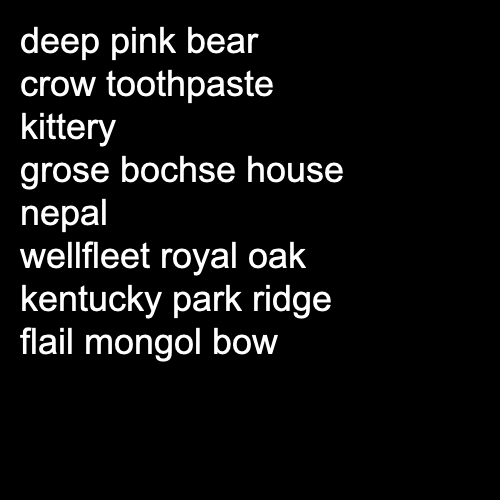 deep pink bear
crow toothpaste
kittery
grose bochse house
nepal
wellfleet royal oak
kentucky park ridge
flail mongol bow